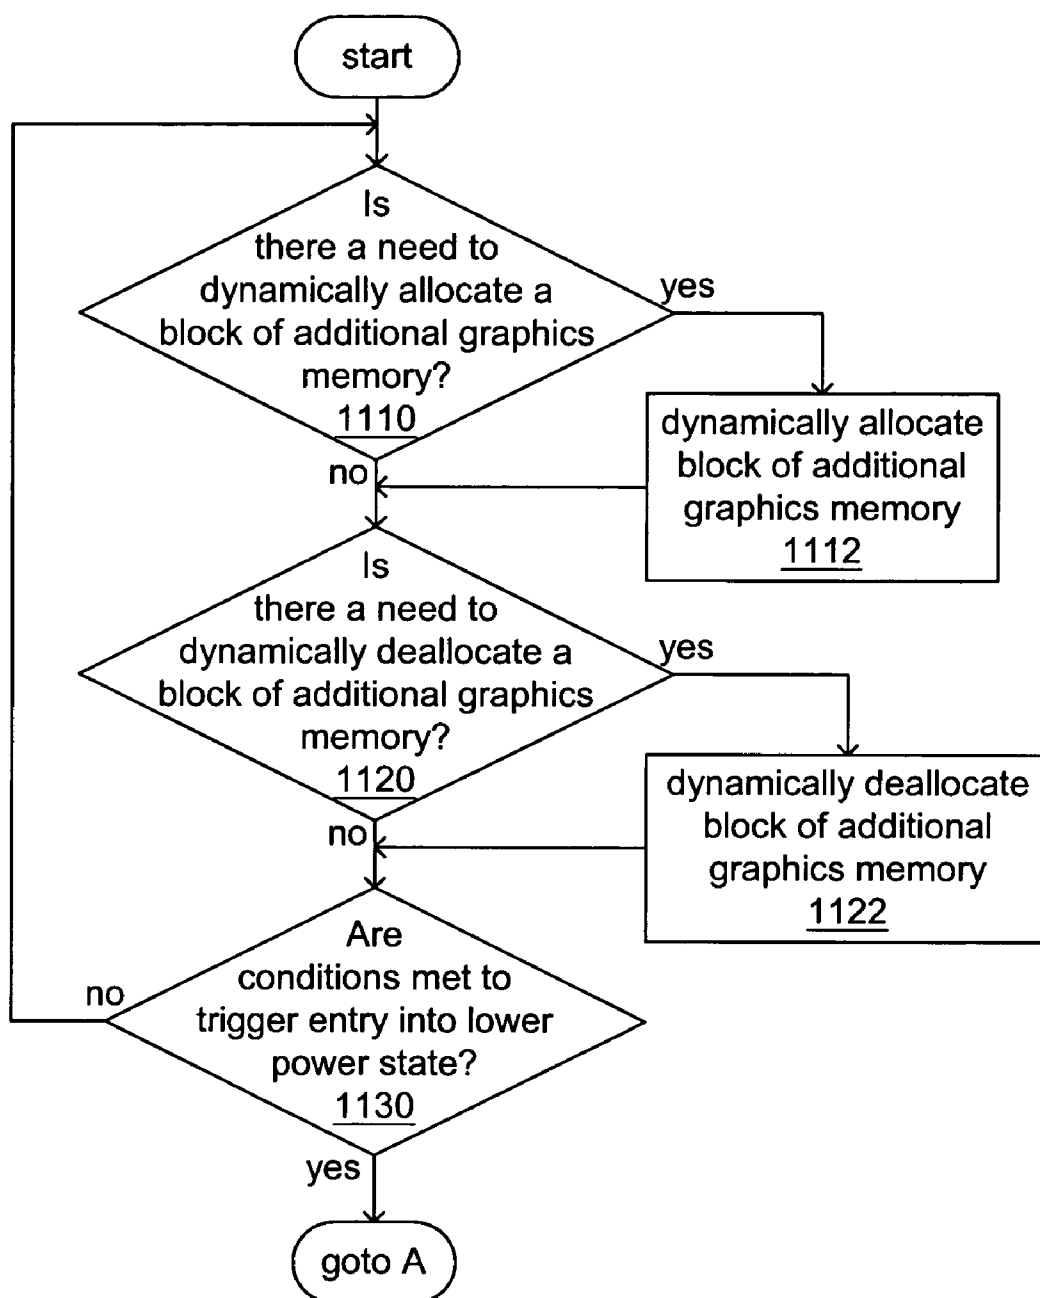 start
Is
there a need to
dynamically allocate a
block of additional graphics
memory?
1110
yes
no
dynamically allocate
block of additional
graphics memory
1112
Is
there a need to
dynamically deallocate a
block of additional graphics
memory?
1120
yes
no
dynamically deallocate
block of additional
graphics memory
1122
Are
conditions met to
trigger entry into lower
power state?
1130
no
yes
goto A